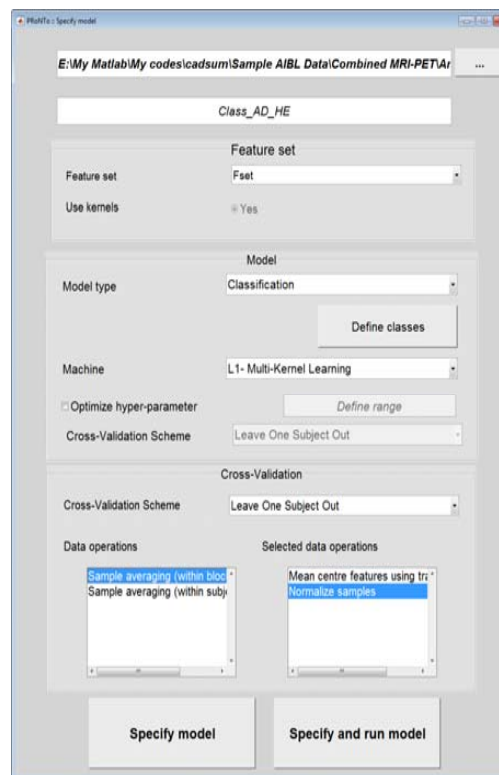 PRoNTo :: Specify model
E:\My Matlab\My codes\cadsum\Sample AIBL Data\Combined MRI-PET\Ar
...
Class_AD_HE
Feature set
Feature set
Fset
Use kernels
Yes
Model
Model type
Classification
Define classes
Machine
L1- Multi-Kernel Learning
Optimize hyper-parameter
Define range
Cross-Validation Scheme
Leave One Subject Out
Cross-Validation
Cross-Validation Scheme
Leave One Subject Out
Data operations
Selected data operations
Sample averaging (within bloc
Sample averaging (within subj
Mean centre features using tra
Normalize samples
Specify model
Specify and run model